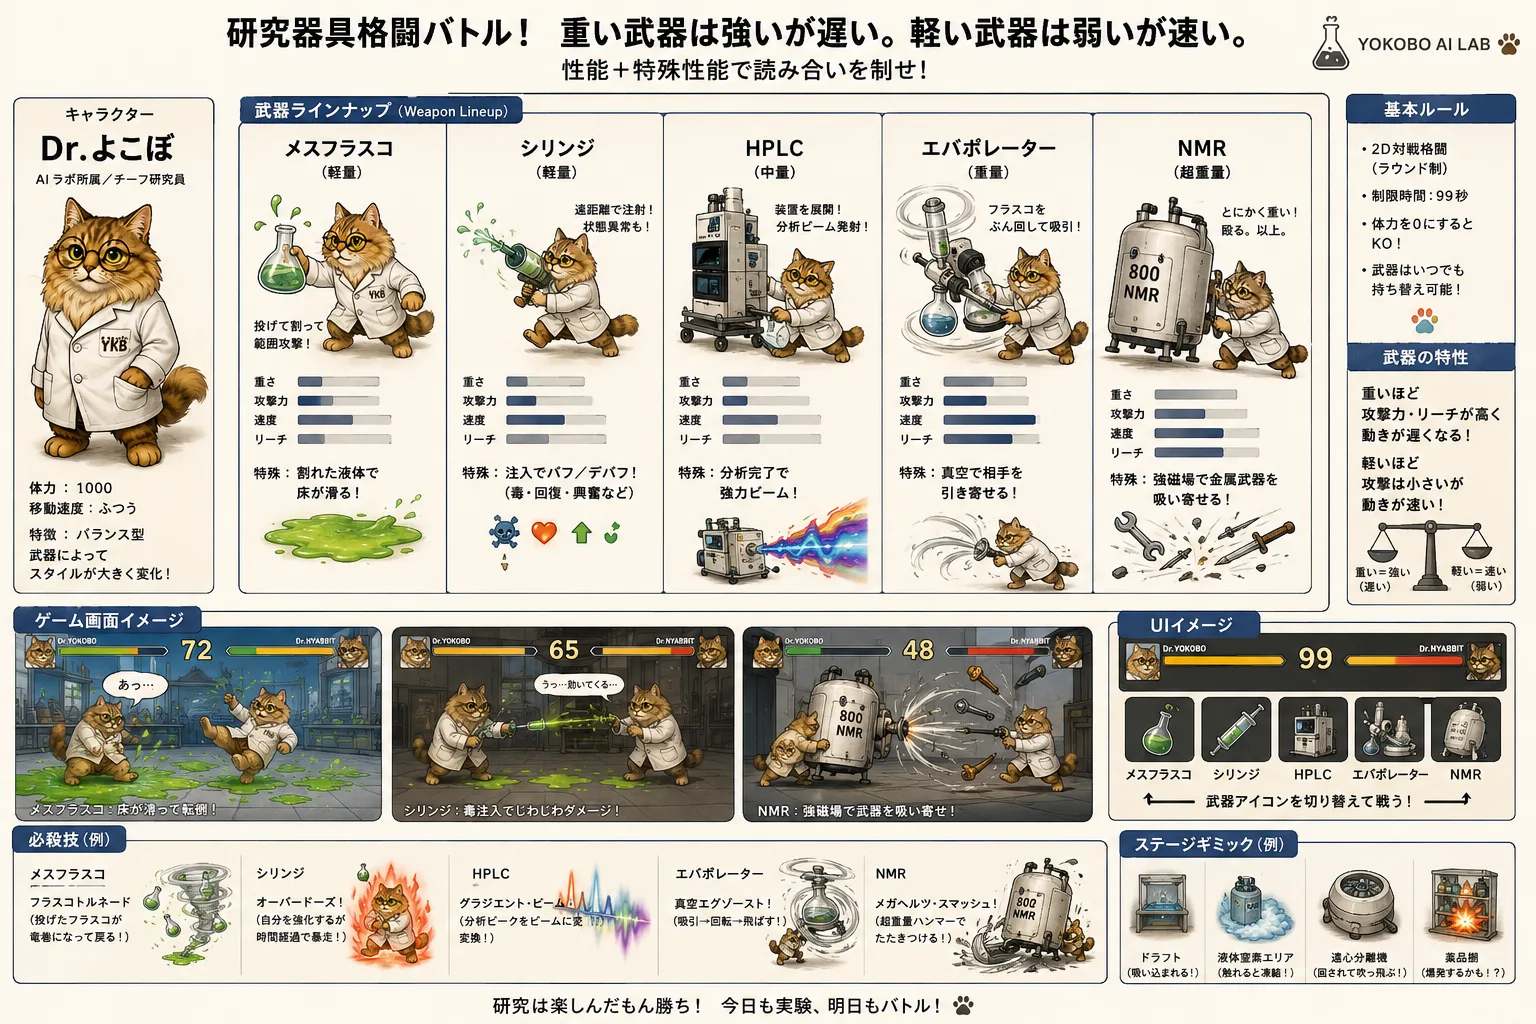 研究器具格闘バトル！ 重い武器は強いが遅い。軽い武器は弱いが速い。
性能＋特殊性能で読み合いを制せ！
YOKOBO AI LAB
キャラクター
Dr.よこぼ
AIラボ所属／チーフ研究員
YKB
体力：1000
移動速度：ふつう
特徴：バランス型
武器によって
スタイルが大きく変化！
武器ラインナップ（Weapon Lineup）
メスフラスコ
（軽量）
YKB
投げて割って
範囲攻撃！
重さ
攻撃力
速度
リーチ
特殊：割れた液体で
床が滑る！
シリンジ
（軽量）
遠距離で注射！
状態異常も！
重さ
攻撃力
速度
リーチ
特殊：注入でバフ／デバフ！
（毒・回復・興奮など）
HPLC
（中量）
装置を展開！
分析ビーム発射！
重さ
攻撃力
速度
リーチ
特殊：分析完了で
強力ビーム！
エバポレーター
（重量）
フラスコを
ぶん回して吸引！
重さ
攻撃力
速度
リーチ
特殊：真空で相手を
引き寄せる！
NMR
（超重量）
とにかく重い！
殴る。以上。
800
NMR
重さ
攻撃力
速度
リーチ
特殊：強磁場で金属武器を
吸い寄せる！
基本ルール
・2D対戦格闘
（ラウンド制）
・制限時間：99秒
・体力を0にすると
KO！
・武器はいつでも
持ち替え可能！
武器の特性
重いほど
攻撃力・リーチが高く
動きが遅くなる！
軽いほど
攻撃は小さいが
動きが速い！
重い＝強い
（遅い）
軽い＝速い
（弱い）
ゲーム画面イメージ
Dr.YOKOBO
72
Dr.NYABBIT
あっ…
メスフラスコ：床が滑って転倒！
Dr.YOKOBO
65
Dr.NYABBIT
うっ…効いてくる…
シリンジ：毒注入でじわじわダメージ！
Dr.YOKOBO
48
Dr.NYABBIT
800
NMR
NMR：強磁場で武器を吸い寄せ！
UIイメージ
Dr.YOKOBO
99
Dr.NYABBIT
メスフラスコ
シリンジ
HPLC
エバポレーター
NMR
武器アイコンを切り替えて戦う！
必殺技（例）
メスフラスコ
フラスコトルネード
（投げたフラスコが
竜巻になって戻る！）
シリンジ
オーバードーズ！
（自分を強化するが
時間経過で暴走！）
HPLC
グラジエント・ビーム
（分析ピークをビームに変
変換！）
エバポレーター
真空エグゾースト！
（吸引→回転→飛ばす！）
NMR
メガヘルツ・スマッシュ！
（超重量ハンマーで
たたきつける！）
800
NMR
ステージギミック（例）
ドラフト
（吸い込まれる！）
液体窒素エリア
（触れると凍結！）
遠心分離機
（回されて吹っ飛ぶ！）
薬品棚
（爆発するかも！？）
研究は楽しんだもん勝ち！ 今日も実験、明日もバトル！